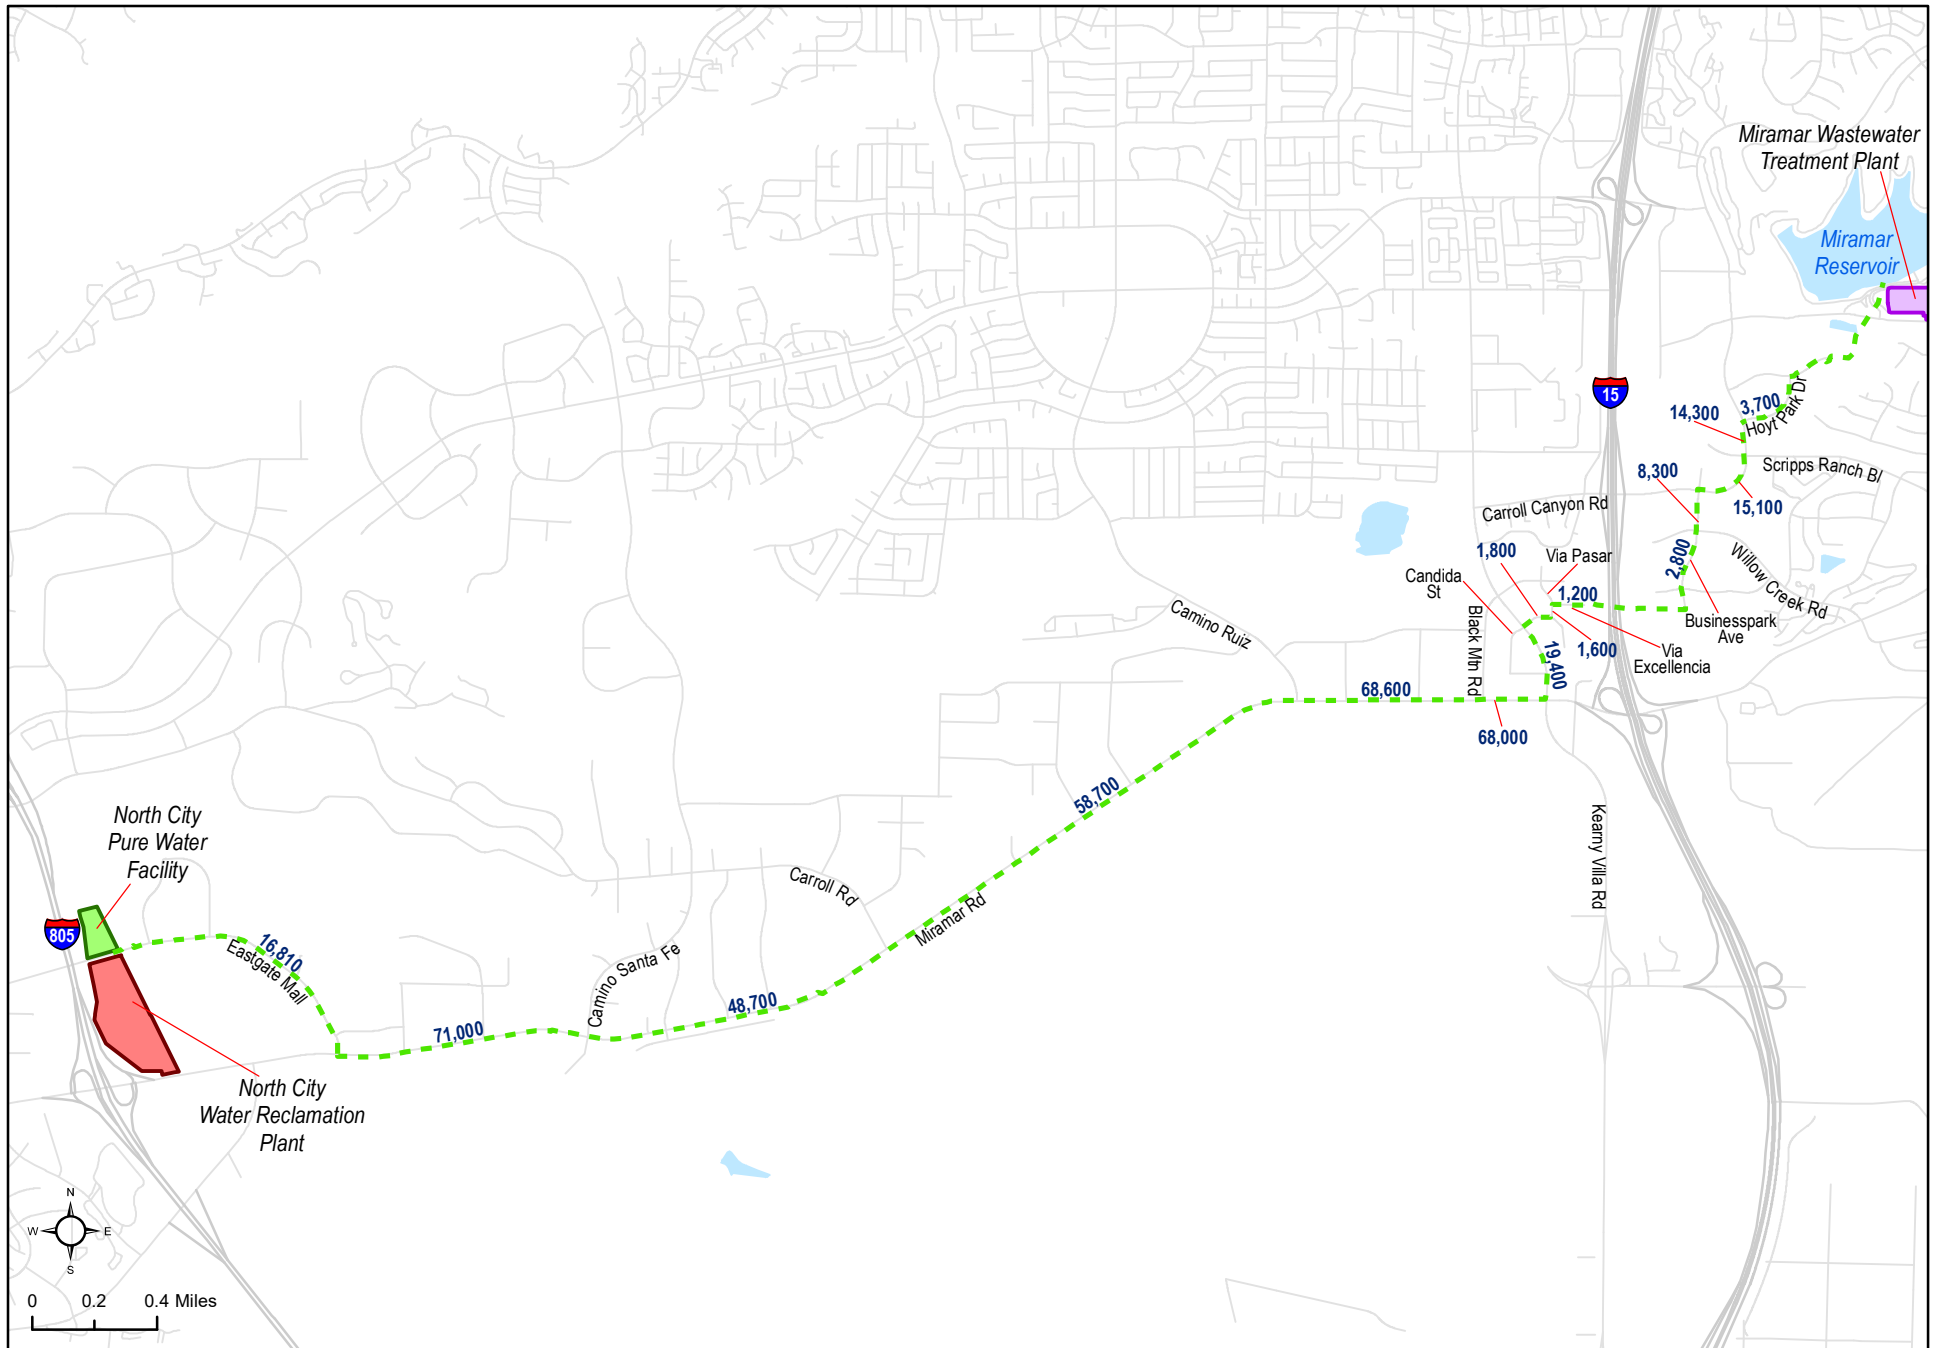 Miramar Wastewater
Treatment Plant
Miramar
Reservoir
15
14,300
3,700
Hoyt Park Dr
Scripps Ranch Bl
8,300
15,100
Carroll Canyon Rd
1,800
Via Pasar
2,800
Willow Creek Rd
Candida
St
1,200
Camino Ruiz
Black Mtn Rd
Businesspark
Ave
1,600
Via
Excellencia
19,400
68,600
68,000
58,700
Kearny Villa Rd
North City
Pure Water
Facility
Carroll Rd
Miramar Rd
805
16,810
Eastgate Mall
Camino Santa Fe
48,700
71,000
North City
Water Reclamation
Plant
N
W
E
S
0
0.2
0.4 Miles